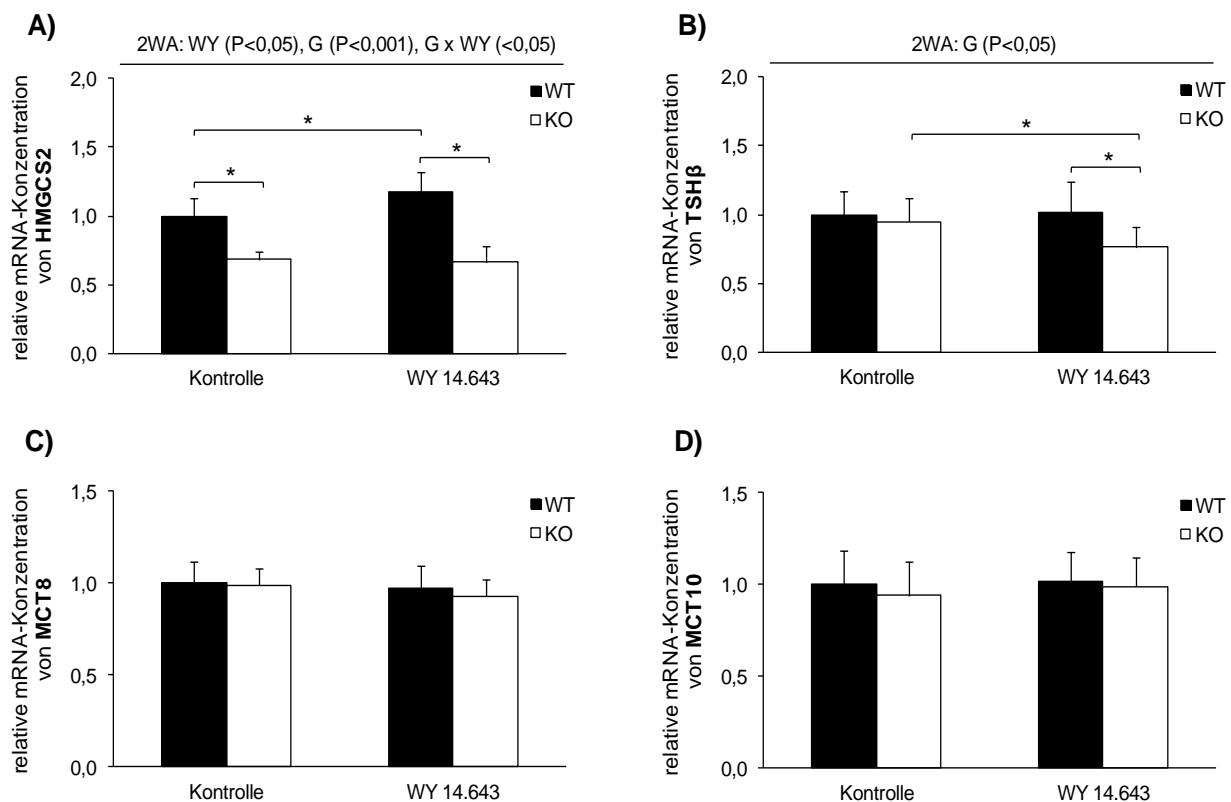 A)
2WA: WY (P<0,05), G (P<0,001), G x WY (<0,05)
relative mRNA-Konzentration
von HMGCS2
2,0
1,5
1,0
0,5
0,0
WT
KO
*
*
*
Kontrolle
WY 14.643
B)
2WA: G (P<0,05)
relative mRNA-Konzentration
von TSHβ
2,0
1,5
1,0
0,5
0,0
WT
KO
*
*
Kontrolle
WY 14.643
C)
relative mRNA-Konzentration
von MCT8
1,5
1,0
0,5
0,0
WT
KO
Kontrolle
WY 14.643
D)
relative mRNA-Konzentration
von MCT10
1,5
1,0
0,5
0,0
WT
KO
Kontrolle
WY 14.643